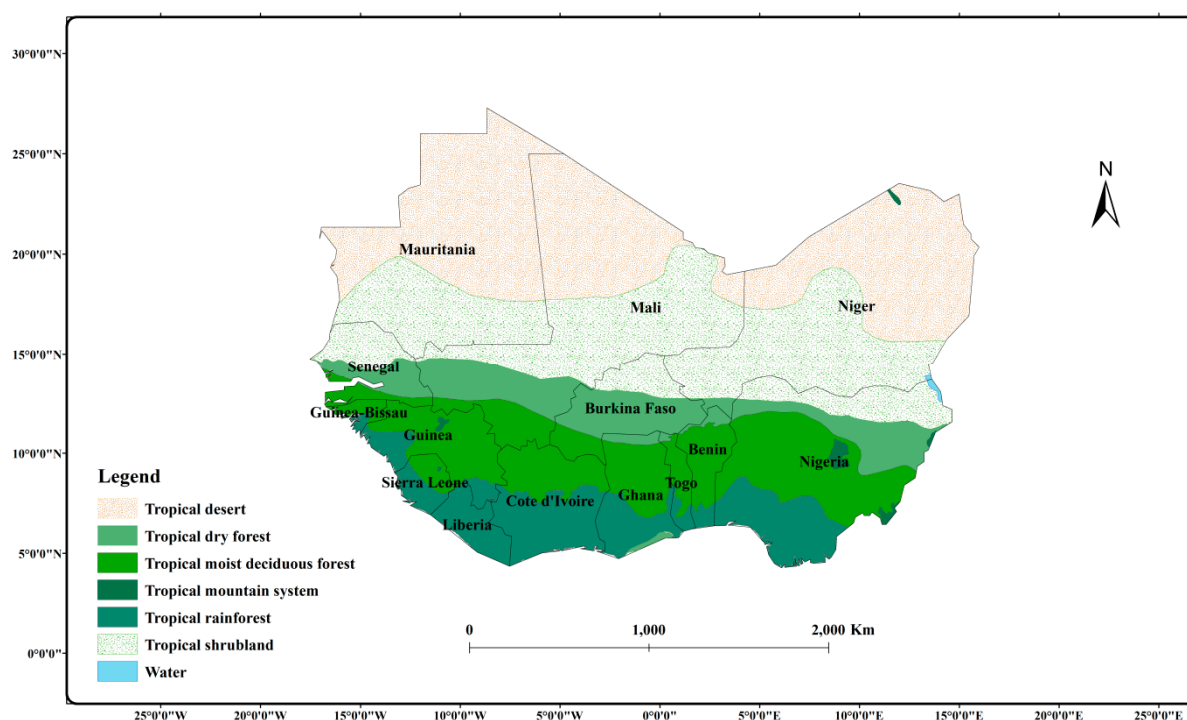 30°0'0"N
25°0'0"N
N
20°0'0"N
Mauritania
Mali
Niger
15°0'0"N
Senegal
Burkina Faso
Guinea-Bissau
Guinea
Benin
10°0'0"N
Nigeria
Legend
Sierra Leone
Togo
Ghana
Cote d'Ivoire
Tropical desert
Liberia
Tropical dry forest
5°0'0"N
Tropical moist deciduous forest
Tropical mountain system
Tropical rainforest
0 1,000 2,000 Km
Tropical shrubland
0°0'0"
Water
25°0'0"W 20°0'0"W 15°0'0"W 10°0'0"W 5°0'0"W 0°0'0" 5°0'0"E 10°0'0"E 15°0'0"E 20°0'0"E 25°0'0"E